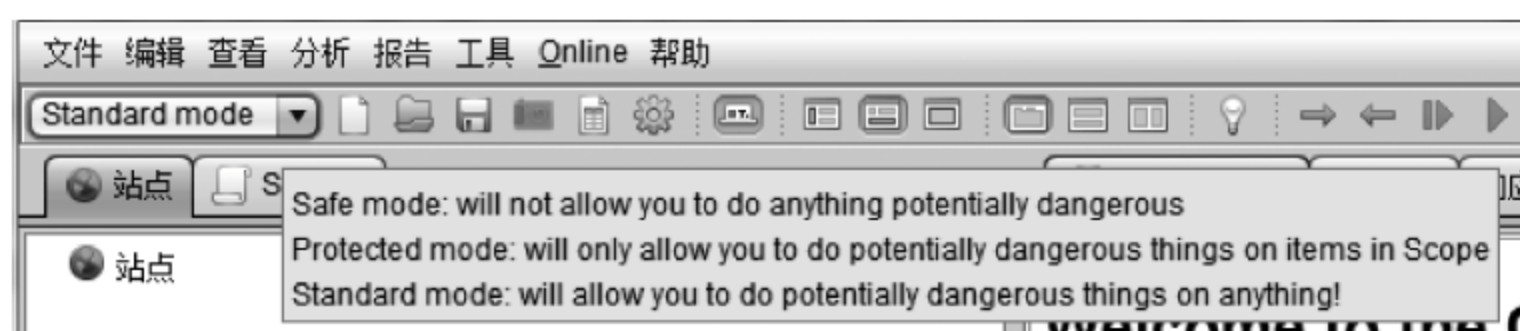 文件 编辑 查看 分析 报告 工具 Online 帮助
Standard mode
站点
S
Safe mode: will not allow you to do anything potentially dangerous
Protected mode: will only allow you to do potentially dangerous things on items in Scope
Standard mode: will allow you to do potentially dangerous things on anything!
站点
Welcome to the